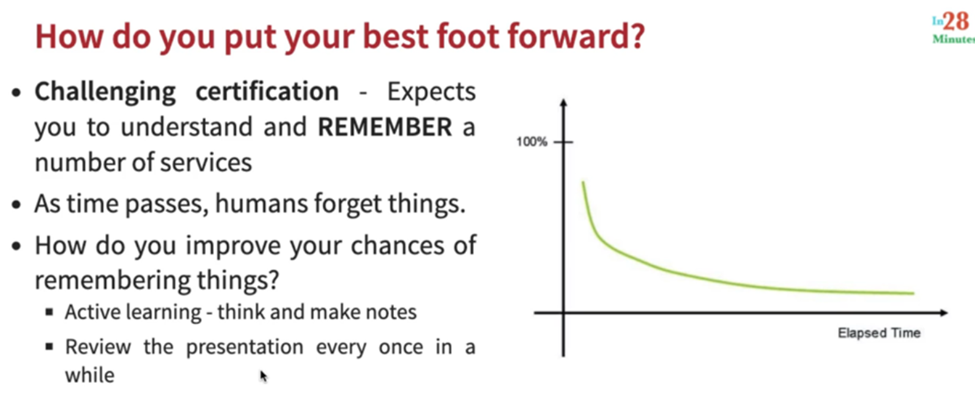 How do you put your best foot forward?
In28
Minutes
• Challenging certification - Expects
you to understand and REMEMBER a
number of services
• As time passes, humans forget things.
• How do you improve your chances of
remembering things?
▪ Active learning - think and make notes
▪ Review the presentation every once in a
while
100%
Elapsed Time